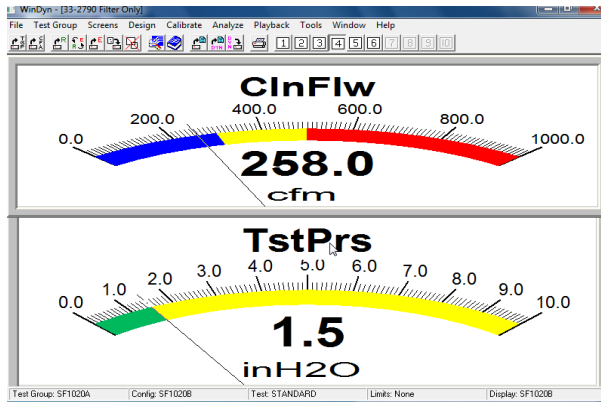 WinDyn - [33-2790 Filter Only]
File Test Group Screens Design Calibrate Analyze Playback Tools Window Help
1 2 3 4 5 6 7 8 9 10
ClnFlw
0.0 200.0 400.0 600.0 800.0 1000.0
258.0
cfm
TstPrs
0.0 1.0 2.0 3.0 4.0 5.0 6.0 7.0 8.0 9.0 10.0
1.5
inH2O
Test Group: SF1020A Config: SF1020B Test: STANDARD Limits: None Display: SF1020B